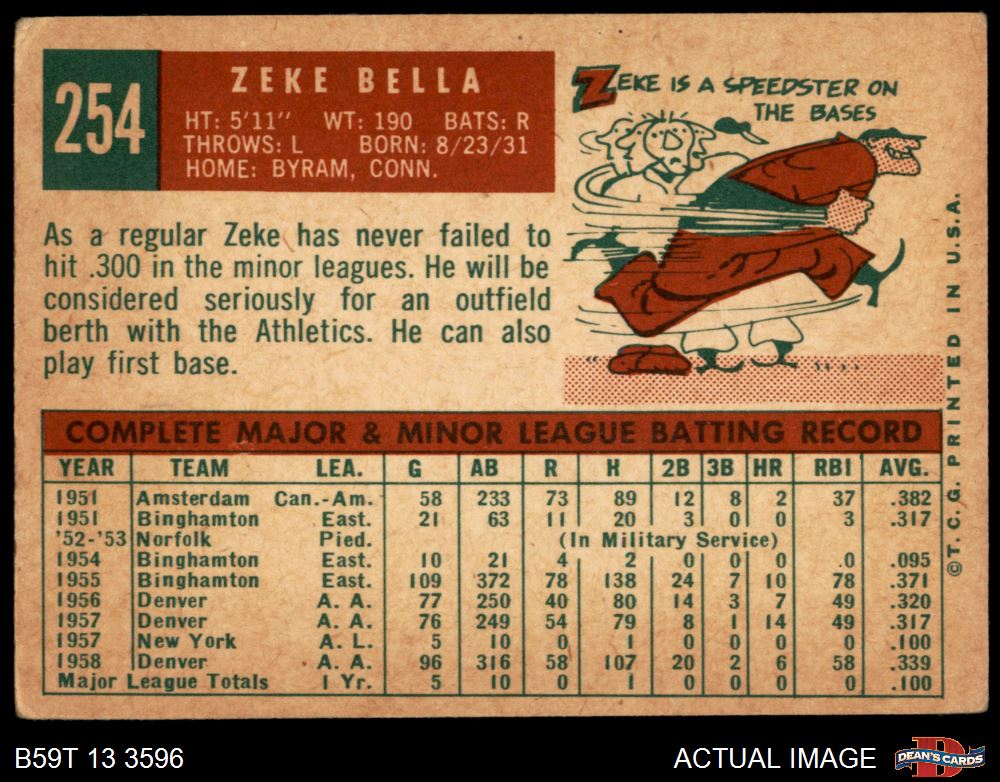 254
ZEKE BELLA
HT: 5'11" WT: 190 BATS: R
THROWS: L BORN: 8/23/31
HOME: BYRAM, CONN.
ZEKE IS A SPEEDSTER ON
THE BASES
As a regular Zeke has never failed to
hit .300 in the minor leagues. He will be
considered seriously for an outfield
berth with the Athletics. He can also
play first base.
COMPLETE MAJOR & MINOR LEAGUE BATTING RECORD
YEAR TEAM LEA. G AB R H 2B 3B HR RBI AVG.
1951 Amsterdam Can.-Am. 58 233 73 89 12 8 2 37 .382
1951 Binghamton East. 21 63 11 20 3 0 0 3 .317
'52-'53 Norfolk Pied. (In Military Service)
1954 Binghamton East. 10 21 4 2 0 0 0 .0 .095
1955 Binghamton East. 109 372 78 138 24 7 10 78 .371
1956 Denver A. A. 77 250 40 80 14 3 7 49 .320
1957 Denver A. A. 76 249 54 79 8 1 14 49 .317
1957 New York A. L. 5 10 0 1 0 0 0 0 .100
1958 Denver A. A. 96 316 58 107 20 2 6 58 .339
Major League Totals 1 Yr. 5 10 0 1 0 0 0 0 .100
©T. C. G. PRINTED IN U.S.A.
B59T 13 3596
ACTUAL IMAGE
D
DEAN'S CARDS